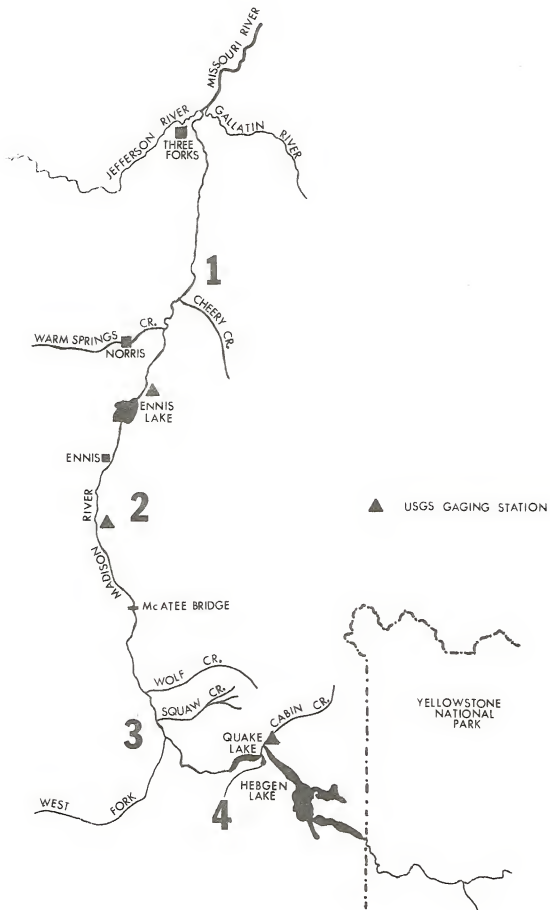 MISSOURI RIVER
JEFFERSON RIVER
GALLATIN RIVER
THREE
FORKS
1
CHEERY CR.
WARM SPRINGS CR.
NORRIS
ENNIS
LAKE
ENNIS
2
MADISON RIVER
USGS GAGING STATION
McATEE BRIDGE
WOLF CR.
SQUAW CR.
3
CABIN CR.
YELLOWSTONE
NATIONAL
PARK
QUAKE
LAKE
HEBGEN
LAKE
WEST FORK
4